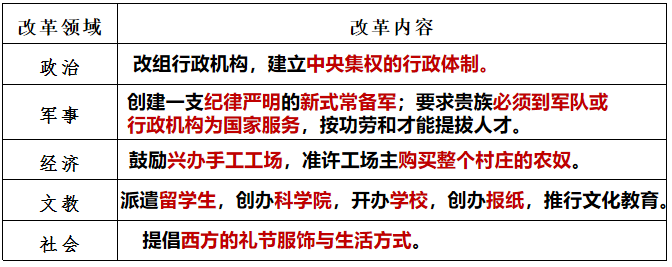 改革领域 改革内容
政治 改组行政机构，建立中央集权的行政体制。
军事 创建一支纪律严明的新式常备军；要求贵族必须到军队或
行政机构为国家服务，按功劳和才能提拔人才。
经济 鼓励兴办手工工场，准许工场主购买整个村庄的农奴。
文教 派遣留学生，创办科学院，开办学校，创办报纸，推行文化教育。
社会 提倡西方的礼节服饰与生活方式。